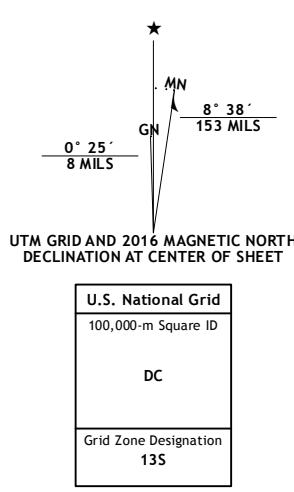 ★
MN
GN
8° 38´
153 MILS
0° 25´
8 MILS
UTM GRID AND 2016 MAGNETIC NORTH
DECLINATION AT CENTER OF SHEET
U.S. National Grid
100,000-m Square ID
DC
Grid Zone Designation
13S